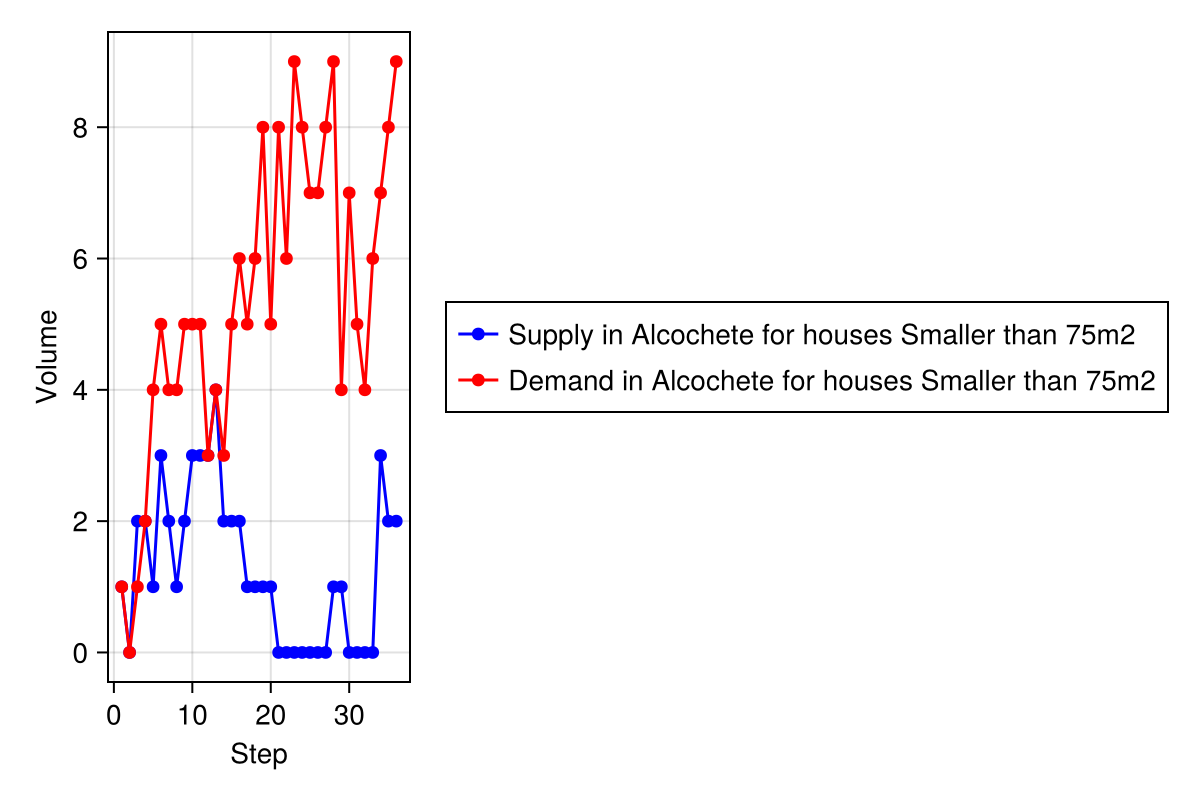 Volume
8
6
4
2
0
0 10 20 30
Step
Supply in Alcochete for houses Smaller than 75m2
Demand in Alcochete for houses Smaller than 75m2